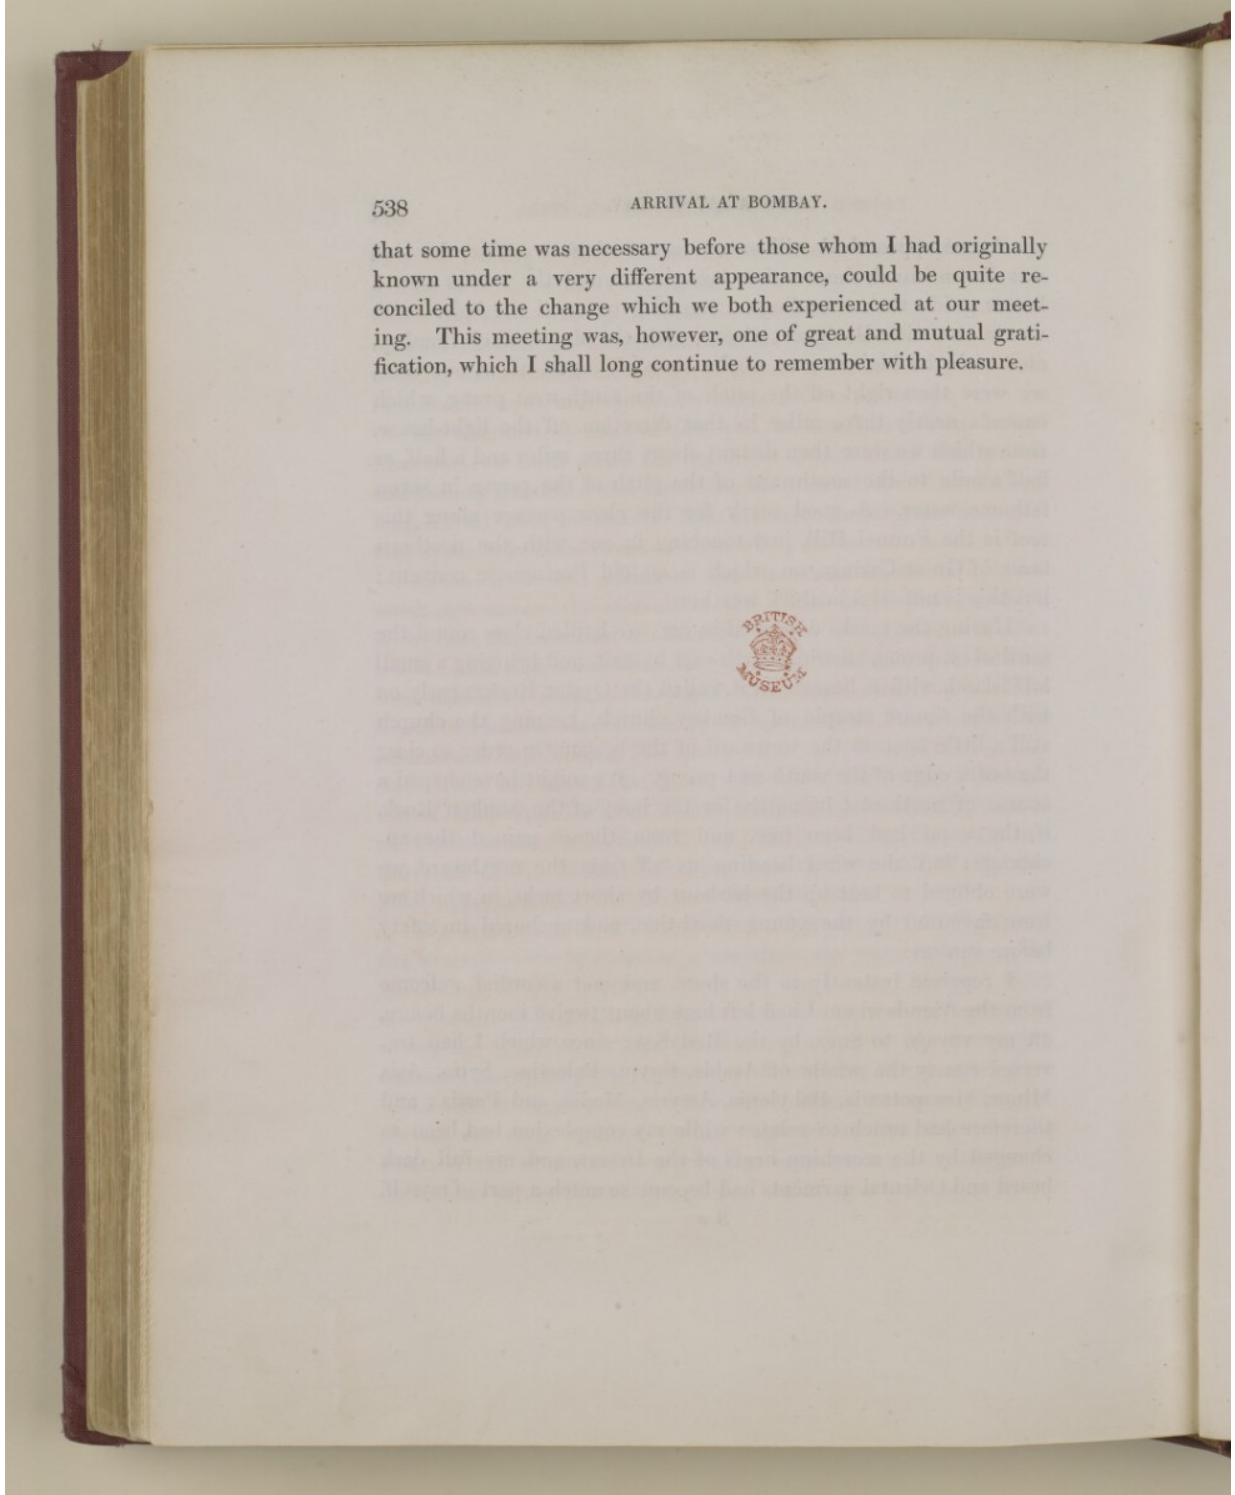 538
ARRIVAL AT BOMBAY.
that some time was necessary before those whom I had originally
known under a very different appearance, could be quite re-
conciled to the change which we both experienced at our meet-
ing. This meeting was, however, one of great and mutual grati-
fication, which I shall long continue to remember with pleasure.
BRITISH
MUSEUM